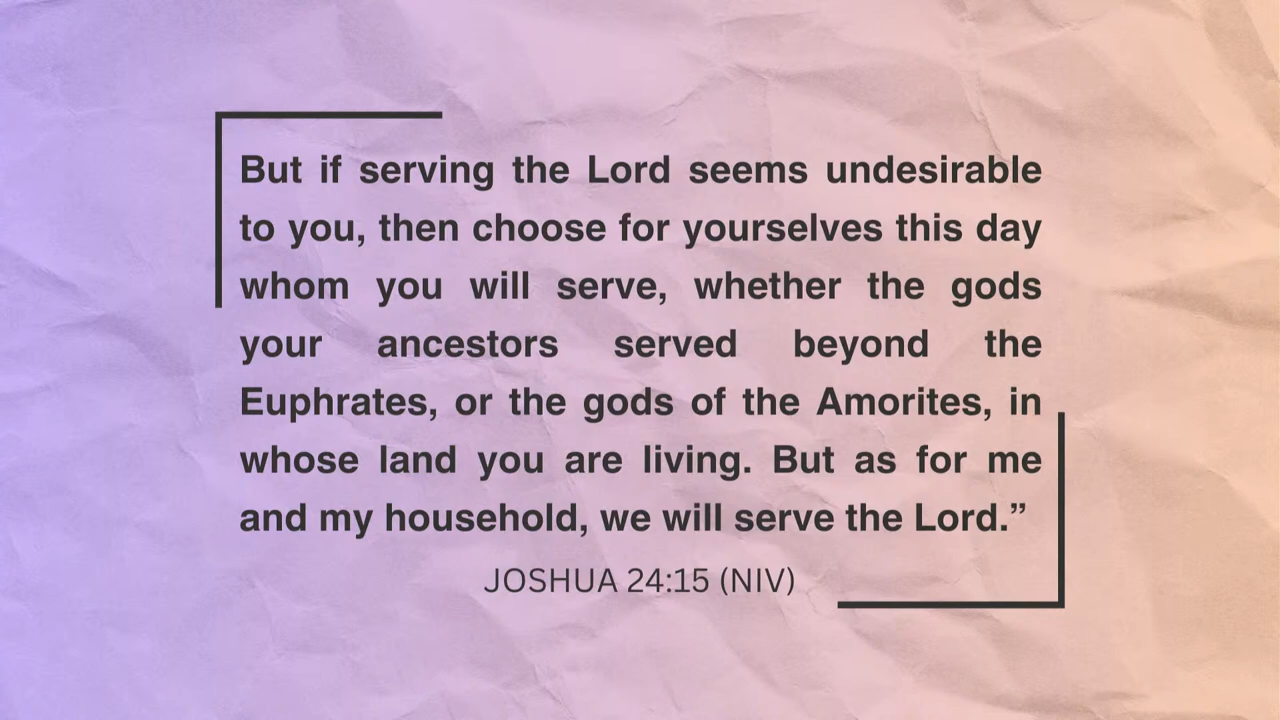 But if serving the Lord seems undesirable
to you, then choose for yourselves this day
whom you will serve, whether the gods
your ancestors served beyond the
Euphrates, or the gods of the Amorites, in
whose land you are living. But as for me
and my household, we will serve the Lord.”
JOSHUA 24:15 (NIV)